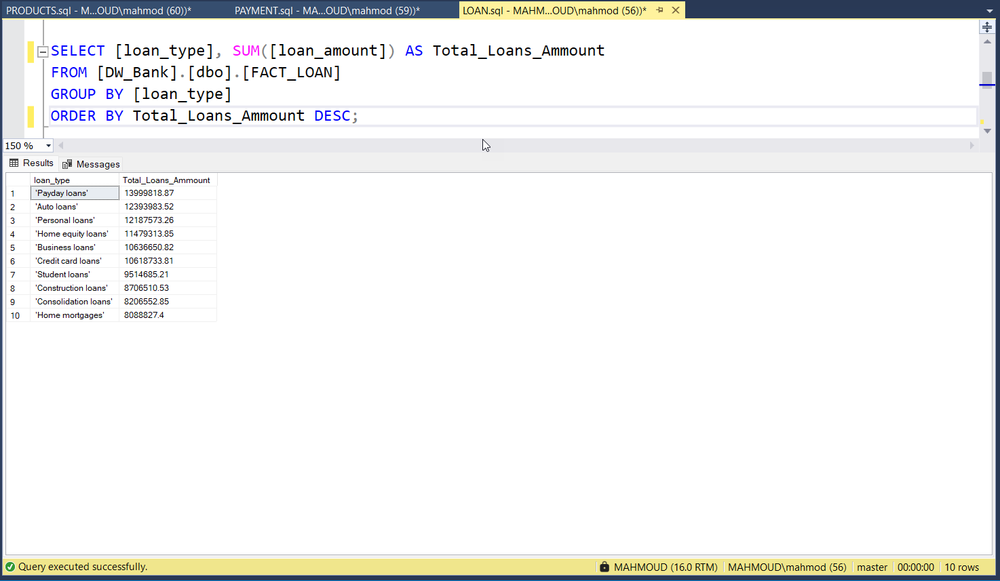 PRODUCTS.sql - M...OUD\mahmod (60))* PAYMENT.sql - MA...OUD\mahmod (59))* LOAN.sql - MAHM...OUD\mahmod (56))*
SELECT [loan_type], SUM([loan_amount]) AS Total_Loans_Ammount
FROM [DW_Bank].[dbo].[FACT_LOAN]
GROUP BY [loan_type]
ORDER BY Total_Loans_Ammount DESC;
150 %
Results Messages
loan_type Total_Loans_Ammount
1 'Payday loans' 13999818.87
2 'Auto loans' 12393983.52
3 'Personal loans' 12187573.26
4 'Home equity loans' 11479313.85
5 'Business loans' 10636650.82
6 'Credit card loans' 10618733.81
7 'Student loans' 9514685.21
8 'Construction loans' 8706510.53
9 'Consolidation loans' 8206552.85
10 'Home mortgages' 8088827.4
Query executed successfully. MAHMOUD (16.0 RTM) MAHMOUD\mahmod (56) master 00:00:00 10 rows